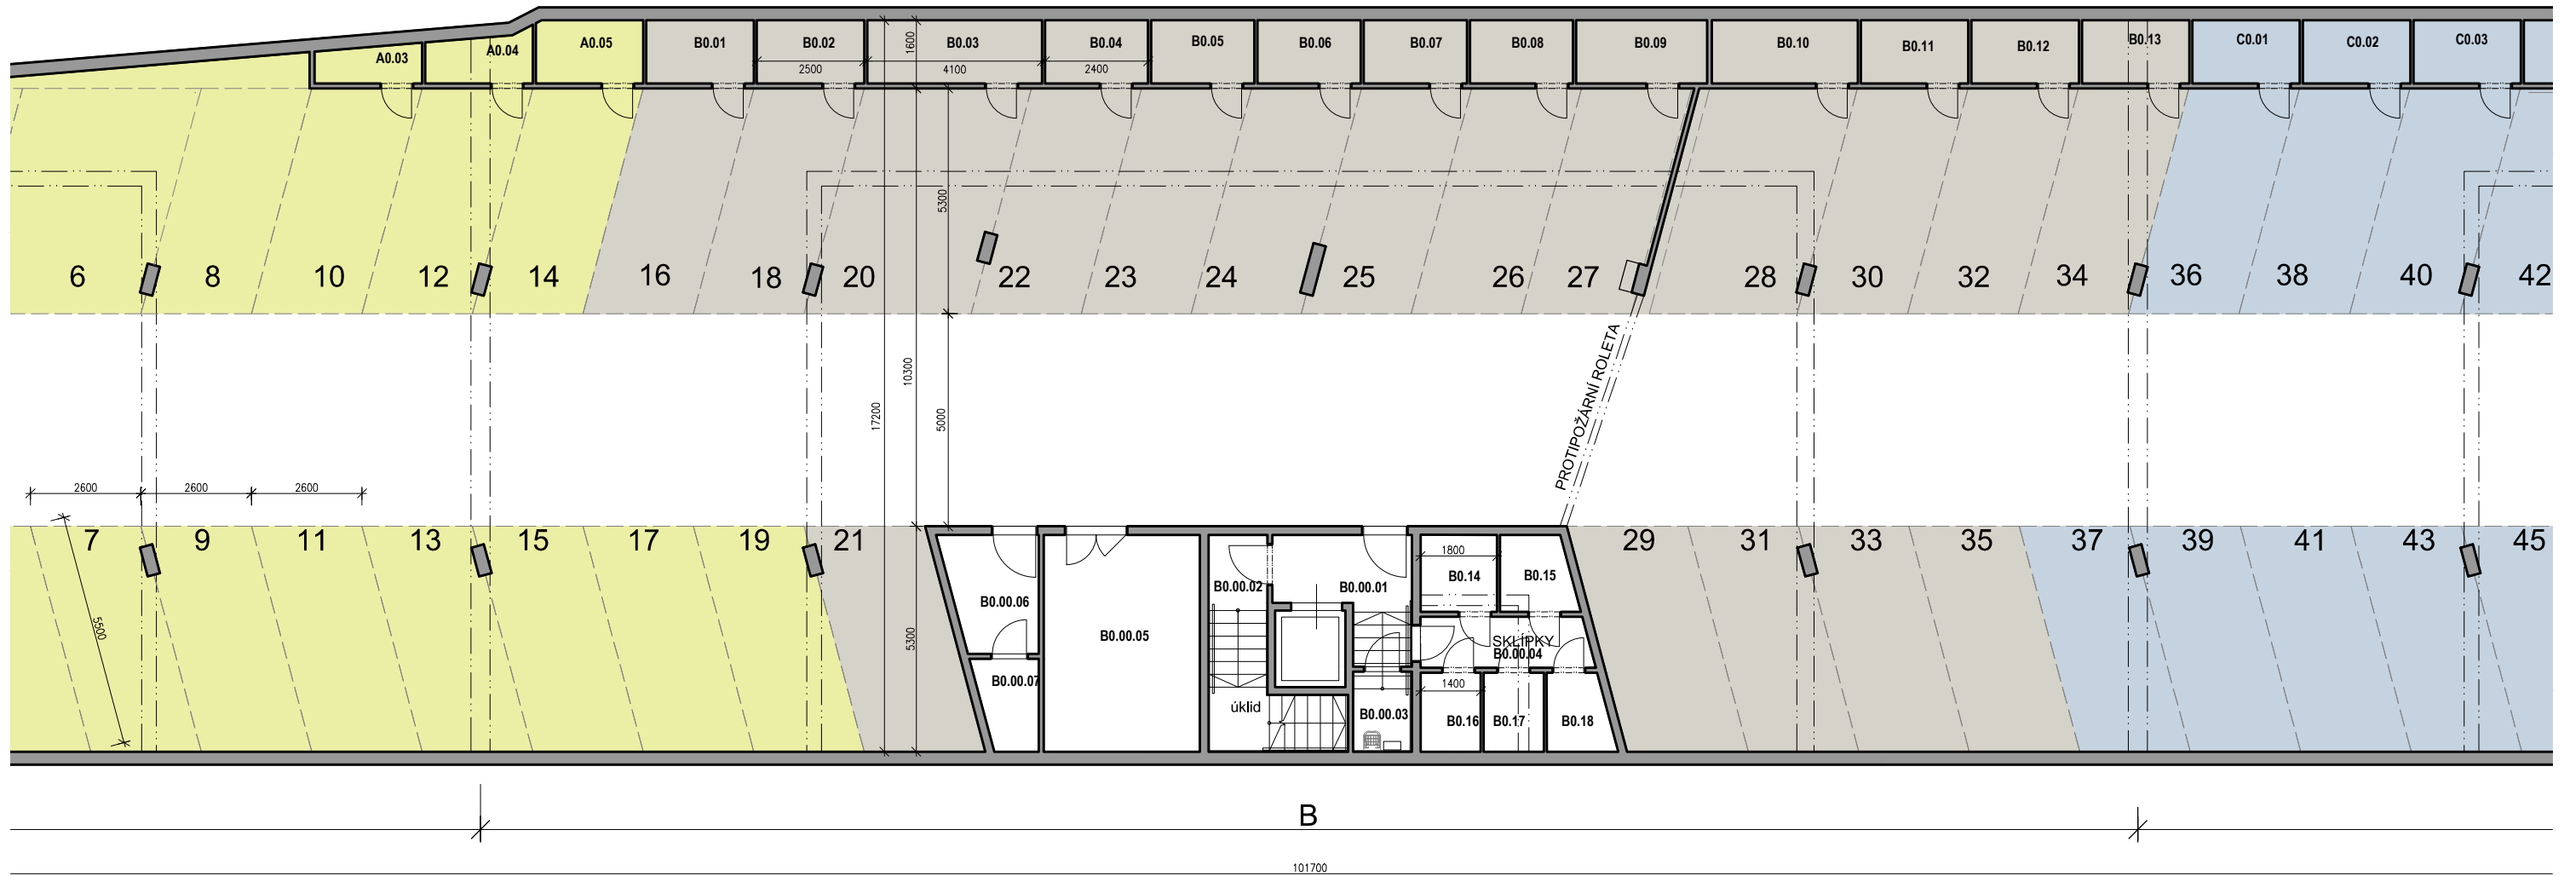 A0.03
A0.04
A0.05
B0.01
B0.02
B0.03
B0.04
B0.05
B0.06
B0.07
B0.08
B0.09
B0.10
B0.11
B0.12
B0.13
C0.01
C0.02
C0.03
1600
2500
4100
2400
5300
6
8
10
12
14
16
18
20
22
23
24
25
26
27
28
30
32
34
36
38
40
42
PROTIPOŽÁRNÍ ROLETA
10300
17200
5000
2600
2600
2600
7
9
11
13
15
17
19
21
29
31
33
35
37
39
41
43
45
5500
5300
B0.00.06
B0.00.07
B0.00.05
B0.00.02
B0.00.01
1800
B0.14
B0.15
SKLÍPKY
B0.00.04
1400
úklid
B0.00.03
B0.16
B0.17
B0.18
B
101700